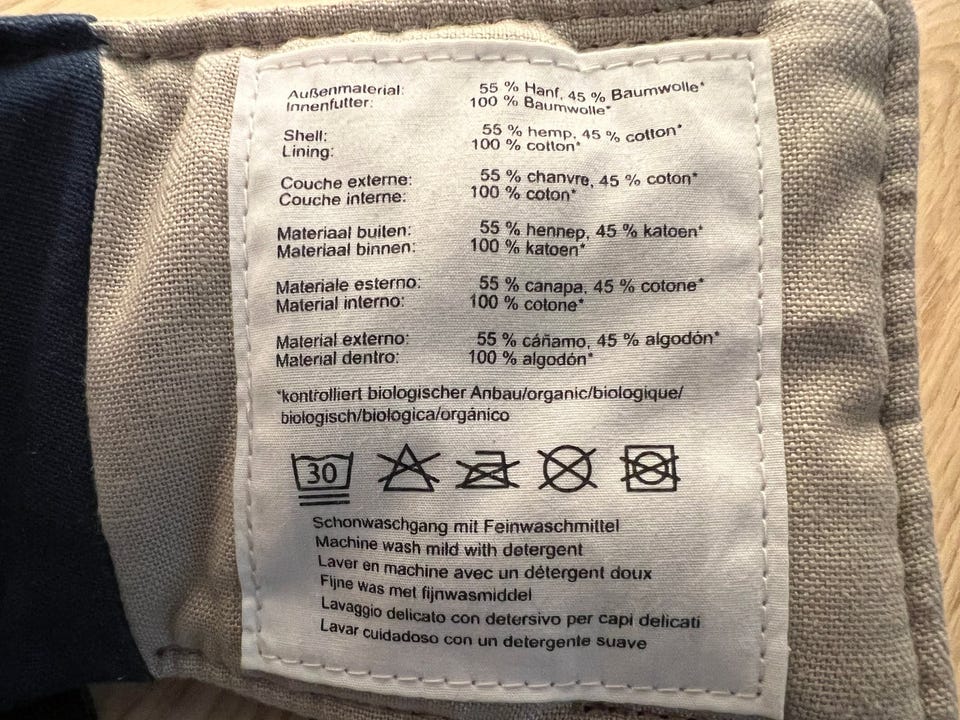 Außenmaterial: 55 % Hanf, 45 % Baumwolle*
Innenfutter: 100 % Baumwolle*
Shell: 55 % hemp, 45 % cotton*
Lining: 100 % cotton*
Couche externe: 55 % chanvre, 45 % coton*
Couche interne: 100 % coton*
Materiaal buiten: 55 % hennep, 45 % katoen*
Materiaal binnen: 100 % katoen*
Materiale esterno: 55 % canapa, 45 % cotone*
Material interno: 100 % cotone*
Material externo: 55 % cáñamo, 45 % algodón*
Material dentro: 100 % algodón*
*kontrolliert biologischer Anbau/organic/biologique/
biologisch/biologica/orgánico
30
Schonwaschgang mit Feinwaschmittel
Machine wash mild with detergent
Laver en machine avec un détergent doux
Fijne was met fijnwasmiddel
Lavaggio delicato con detersivo per capi delicati
Lavar cuidadoso con un detergente suave